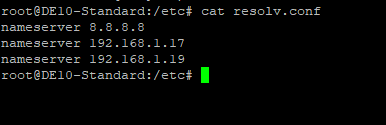 root@DE10-Standard:/etc# cat resolv.conf
nameserver 8.8.8.8
nameserver 192.168.1.17
nameserver 192.168.1.19
root@DE10-Standard:/etc#